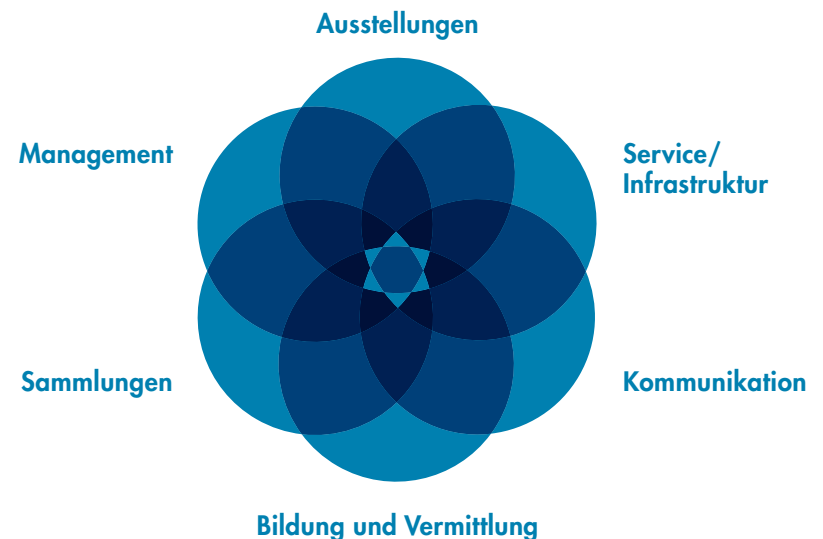 Ausstellungen
Management
Service/
Infrastruktur
Sammlungen
Kommunikation
Bildung und Vermittlung